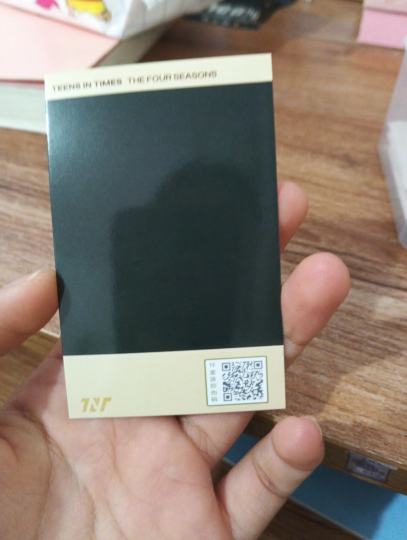 TEENS IN TIMES THE FOUR SEASONS
TNT